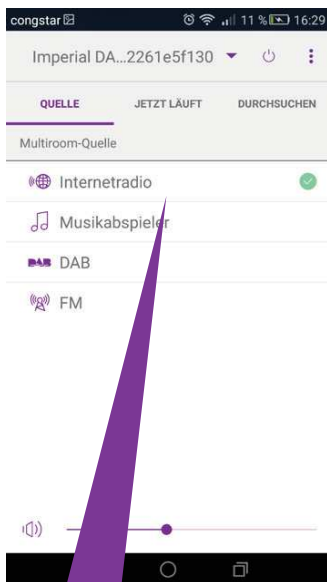 congstar 11 % 16:29
Imperial DA...2261e5f130
QUELLE JETZT LÄUFT DURCHSUCHEN
Multiroom-Quelle
Internetradio
Musikabspieler
DAB DAB
FM